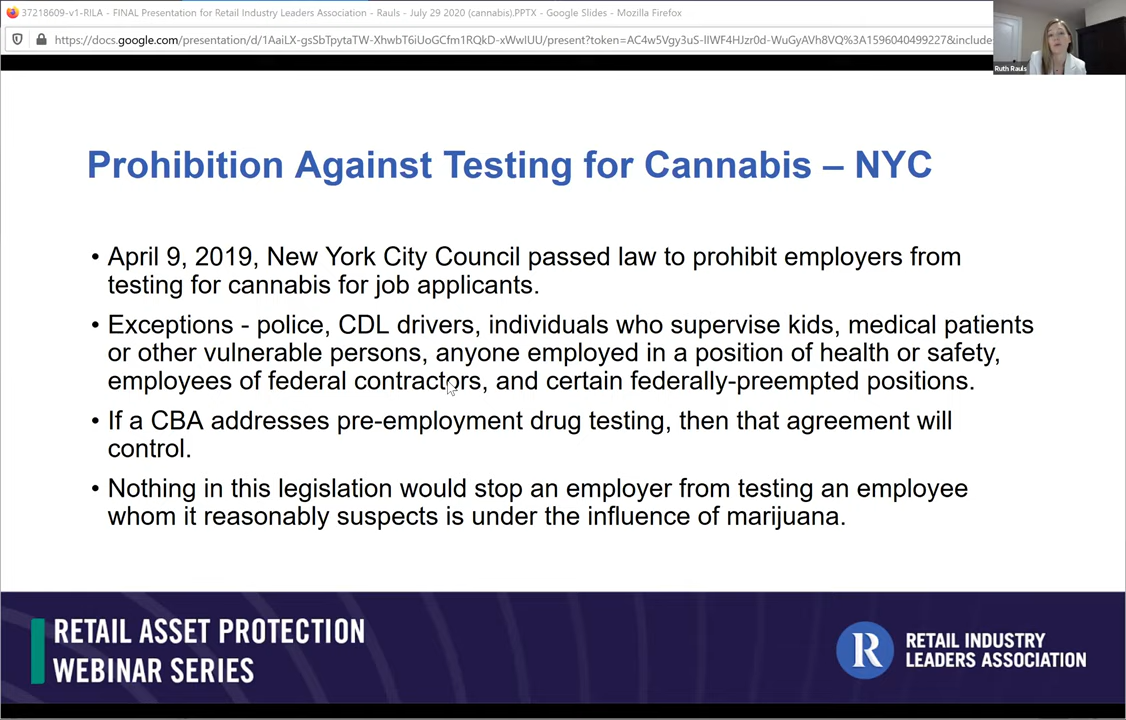 37218609-v1-RILA - FINAL Presentation for Retail Industry Leaders Association - Rauls - July 29 2020 (cannabis).PPTX - Google Slides - Mozilla Firefox
https://docs.google.com/presentation/d/1AaiLX-gsSbTpytaTW-XhwbT6iUoGCfm1RQkD-xWwIUU/present?token=AC4w5Vgy3uS-lIWF4HJzr0d-WuGyAVh8VQ%3A1596040499227&include
Ruth Rauls
Prohibition Against Testing for Cannabis – NYC
• April 9, 2019, New York City Council passed law to prohibit employers from
testing for cannabis for job applicants.
• Exceptions - police, CDL drivers, individuals who supervise kids, medical patients
or other vulnerable persons, anyone employed in a position of health or safety,
employees of federal contractors, and certain federally-preempted positions.
• If a CBA addresses pre-employment drug testing, then that agreement will
control.
• Nothing in this legislation would stop an employer from testing an employee
whom it reasonably suspects is under the influence of marijuana.
RETAIL ASSET PROTECTION
WEBINAR SERIES
R
RETAIL INDUSTRY
LEADERS ASSOCIATION